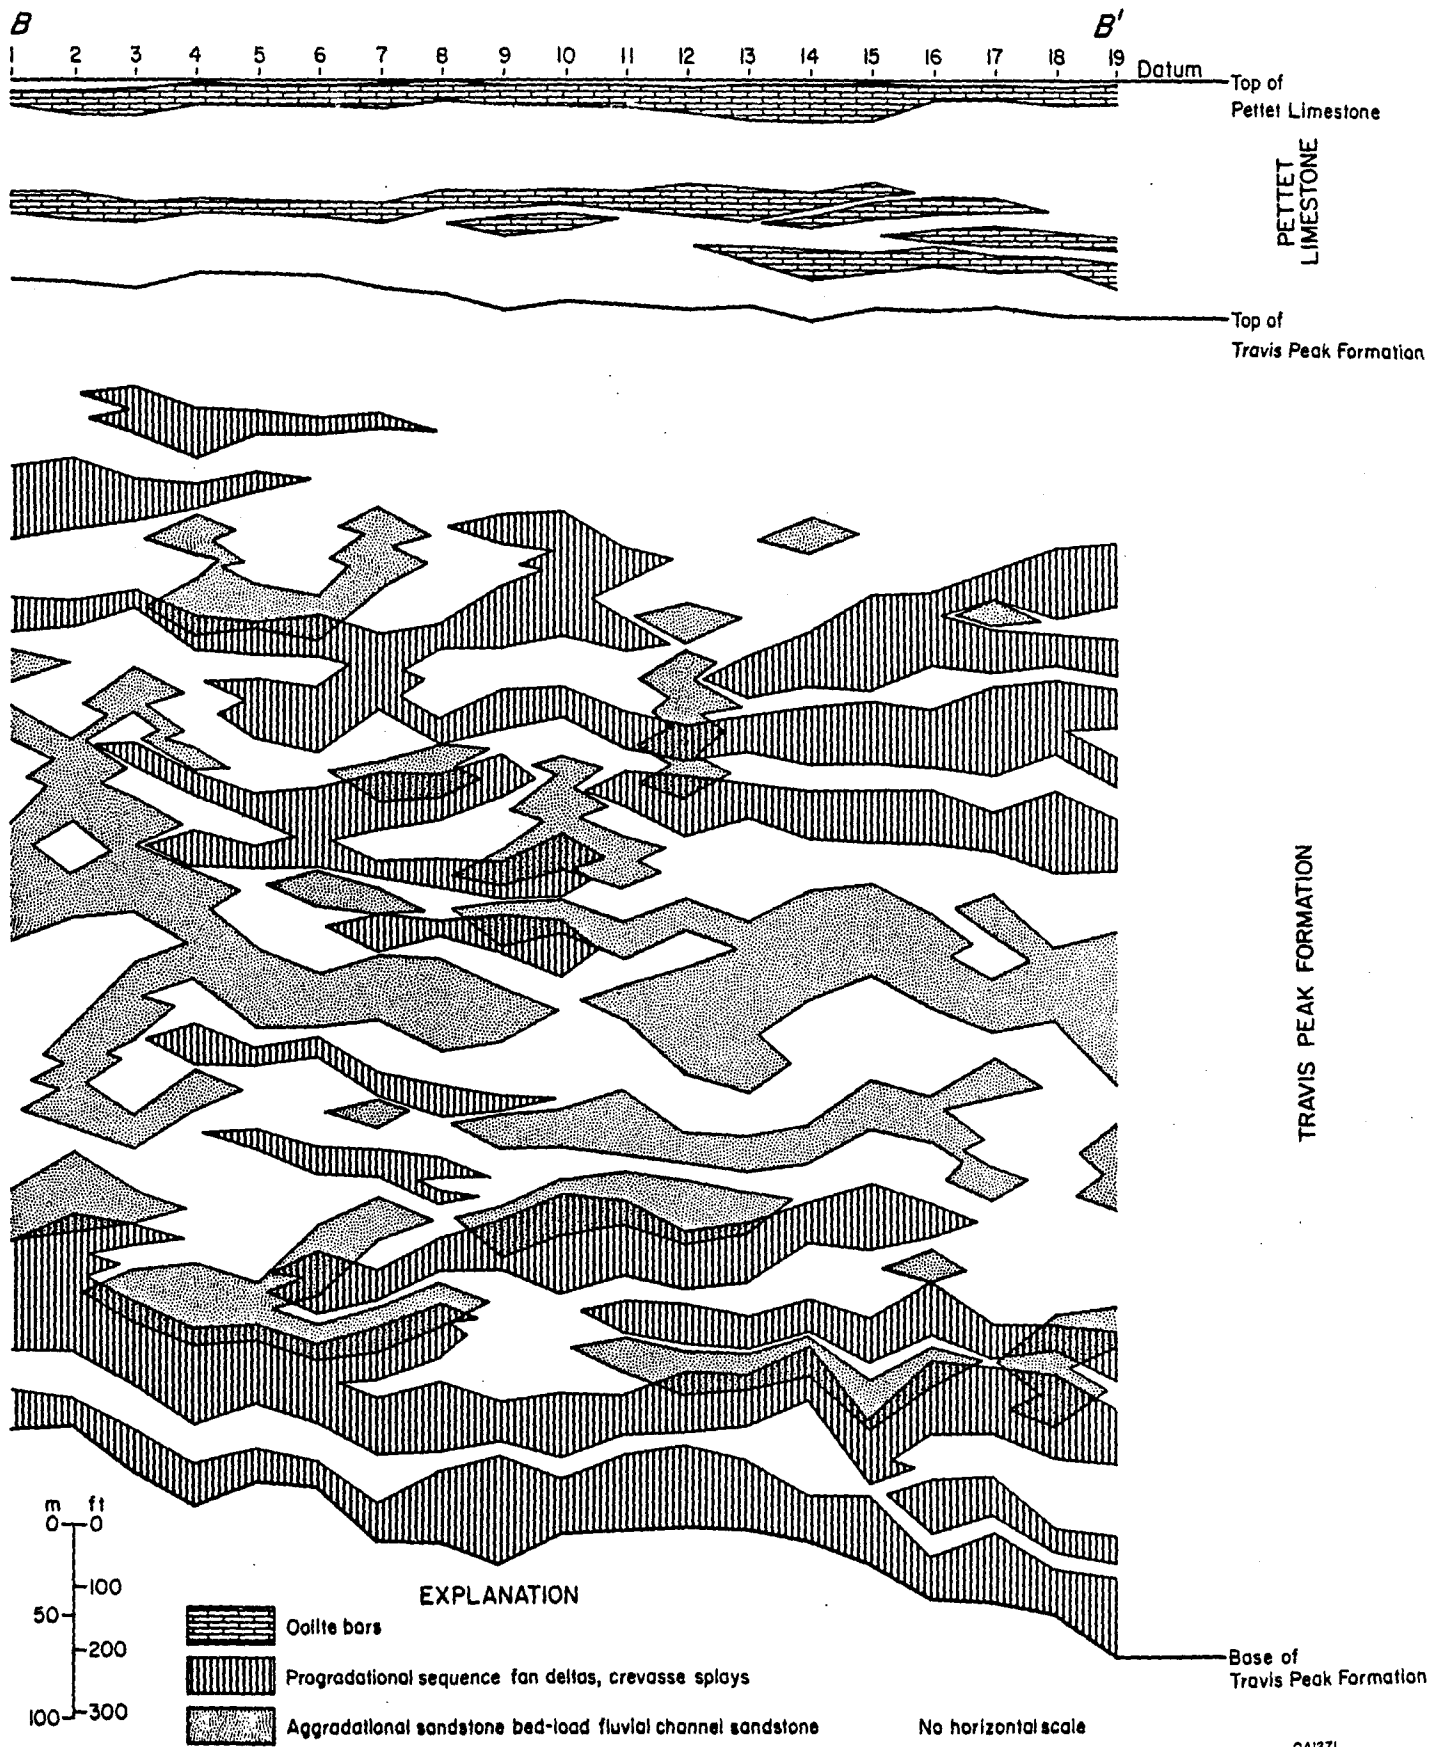 B B'
1 2 3 4 5 6 7 8 9 10 11 12 13 14 15 16 17 18 19
Datum
Top of
Pettet Limestone
PETTET
LIMESTONE
Top of
Travis Peak Formation
TRAVIS PEAK FORMATION
m ft
0 0
100
50
200
100 300
EXPLANATION
Oolite bars
Progradational sequence fan deltas, crevasse splays
Aggradational sandstone bed-load fluvial channel sandstone
No horizontal scale
Base of
Travis Peak Formation